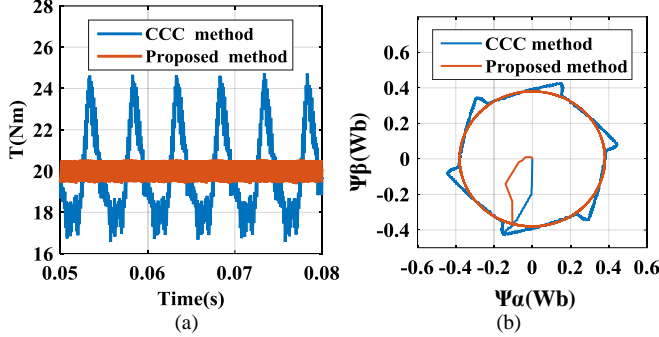 28
26
24
22
20
18
16
T(Nm)
CCC method
Proposed method
0.05
0.06
0.07
0.08
Time(s)
(a)
0.6
0.4
0.2
0
-0.2
-0.4
Ψβ(Wb)
CCC method
Proposed method
-0.6
-0.4
-0.2
0
0.2
0.4
0.6
Ψα(Wb)
(b)